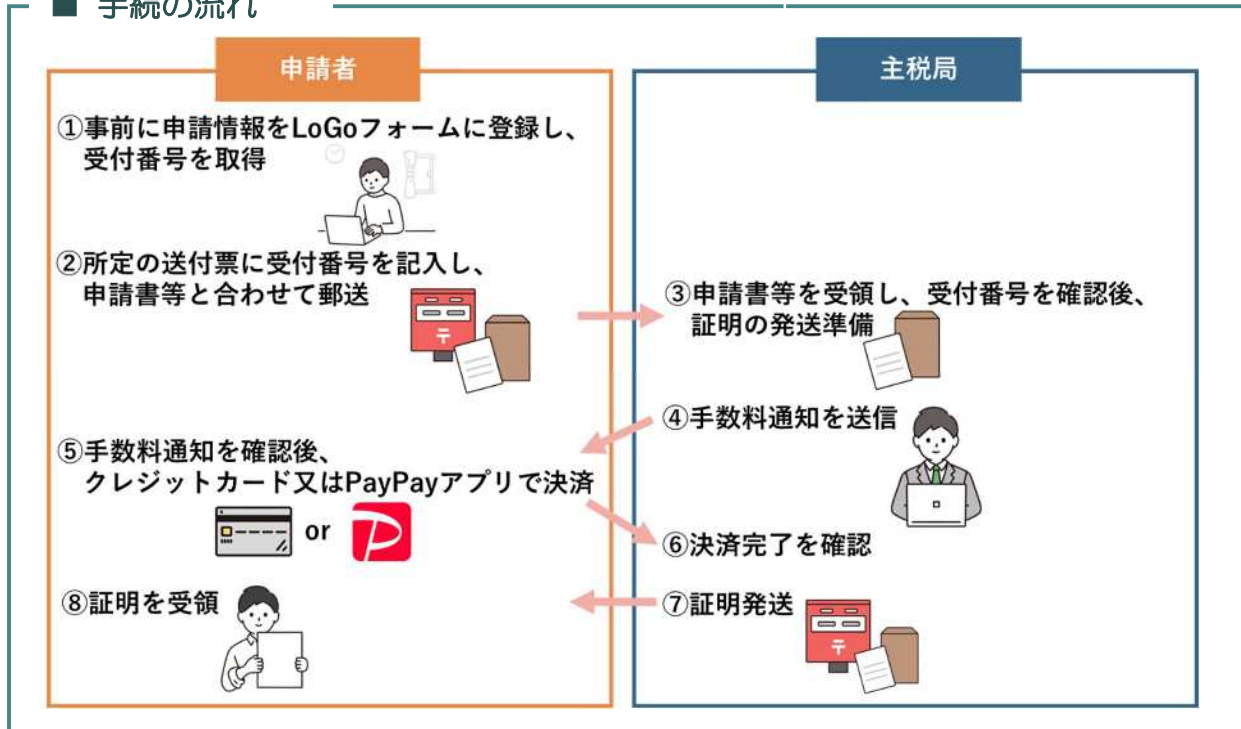 ■ 手続の流れ
申請者
主税局
①事前に申請情報をLoGoフォームに登録し、
受付番号を取得
②所定の送付票に受付番号を記入し、
申請書等と合わせて郵送
③申請書等を受領し、受付番号を確認後、
証明の発送準備
④手数料通知を送信
⑤手数料通知を確認後、
クレジットカード又はPayPayアプリで決済
or
⑥決済完了を確認
⑦証明発送
⑧証明を受領